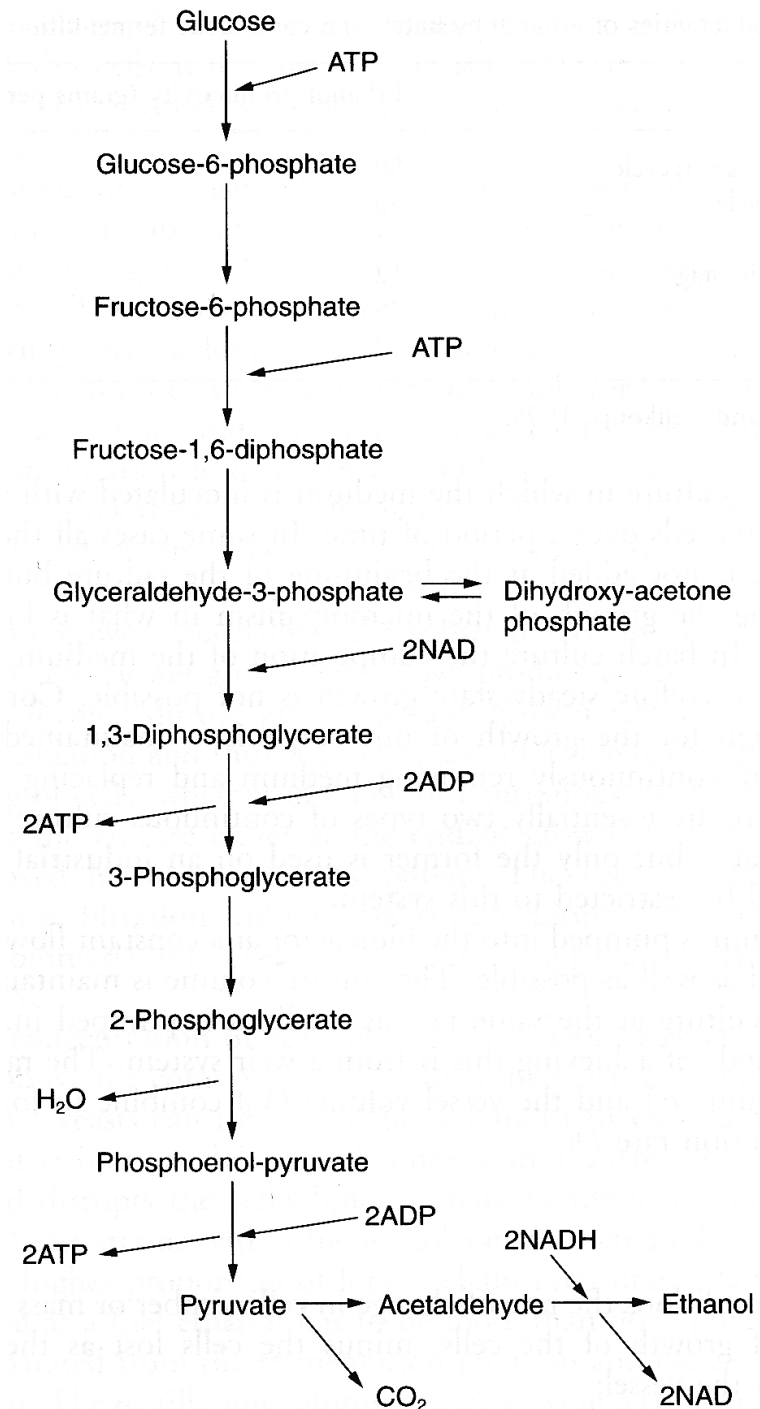 Glucose
ATP
Glucose-6-phosphate
Fructose-6-phosphate
ATP
Fructose-1,6-diphosphate
Glyceraldehyde-3-phosphate
Dihydroxy-acetone
phosphate
2NAD
1,3-Diphosphoglycerate
2ADP
2ATP
3-Phosphoglycerate
2-Phosphoglycerate
H₂O
Phosphoenol-pyruvate
2ADP
2ATP
2NADH
Pyruvate
Acetaldehyde
Ethanol
CO₂
2NAD